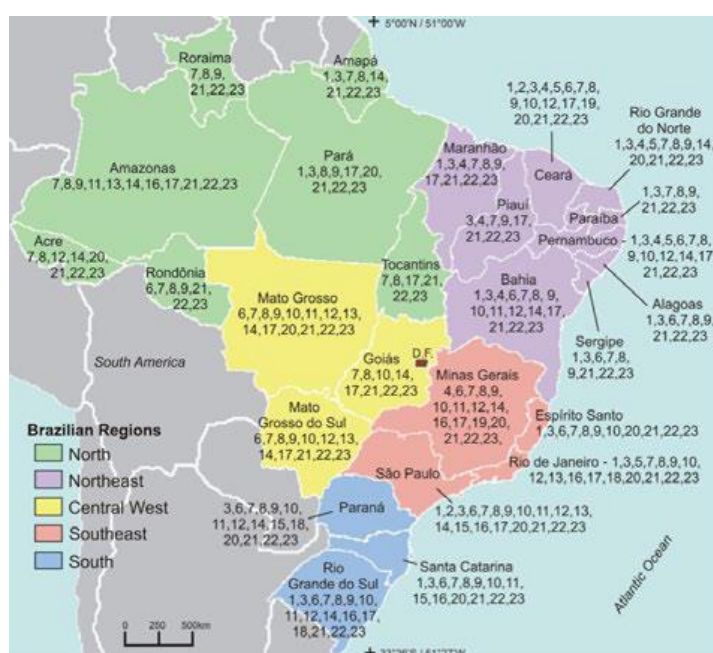 5°00'N / 51°00'W
Roraima
7,8,9,
21,22,23
Amapá
1,3,7,8,14,
21,22,23
1,2,3,4,5,6,7,8,
9,10,12,17,19,
20,21,22,23
Rio Grande
do Norte
1,3,4,5,7,8,9,14,
20,21,22,23
Amazonas
7,8,9,11,13,14,16,17,21,22,23
Pará
1,3,8,9,17,20,
21,22,23
Maranhão
1,3,4,7,8,9,
17,21,22,23
Ceará
Piauí
3,4,7,9,17,
21,22,23
Paraíba
1,3,7,8,9,
21,22,23
Pernambuco - 1,3,4,5,6,7,8,
9,10,12,14,17
21,22,23
Acre
7,8,12,14,20,
21,22,23
Rondônia
6,7,8,9,21,
22,23
Tocantins
7,8,17,21,
22,23
Mato Grosso
6,7,8,9,10,11,12,13,
14,17,20,21,22,23
Bahia
1,3,4,6,7,8, 9,
10,11,12,14,17,
21,22,23
Alagoas
1,3,6,7,8,9,
21,22,23
Sergipe
1,3,6,7,8,
9,21,22,23
South America
Goiás
7,8,10,14,
17,21,22,23
D.F.
Minas Gerais
4,6,7,8,9,
10,11,12,14,
16,17,19,20,
21,22,23,
Mato
Grosso do Sul
6,7,8,9,10,12,13,
14,17,21,22,23
Espírito Santo
1,3,6,7,8,9,10,20,21,22,23
Rio de Janeiro - 1,3,5,7,8,9,10,
12,13,16,17,18,20,21,22,23
São Paulo
1,2,3,6,7,8,9,10,11,12,13,
14,15,16,17,20,21,22,23
Brazilian Regions
North
Northeast
Central West
Southeast
South
3,6,7,8,9,10,
11,12,14,15,18,
20,21,22,23
Paraná
Santa Catarina
1,3,6,7,8,9,10,11,
15,16,20,21,22,23
Rio
Grande do Sul
1,3,6,7,8,9,10,
11,12,14,16,17,
18,21,22,23
Atlantic Ocean
0 250 500km